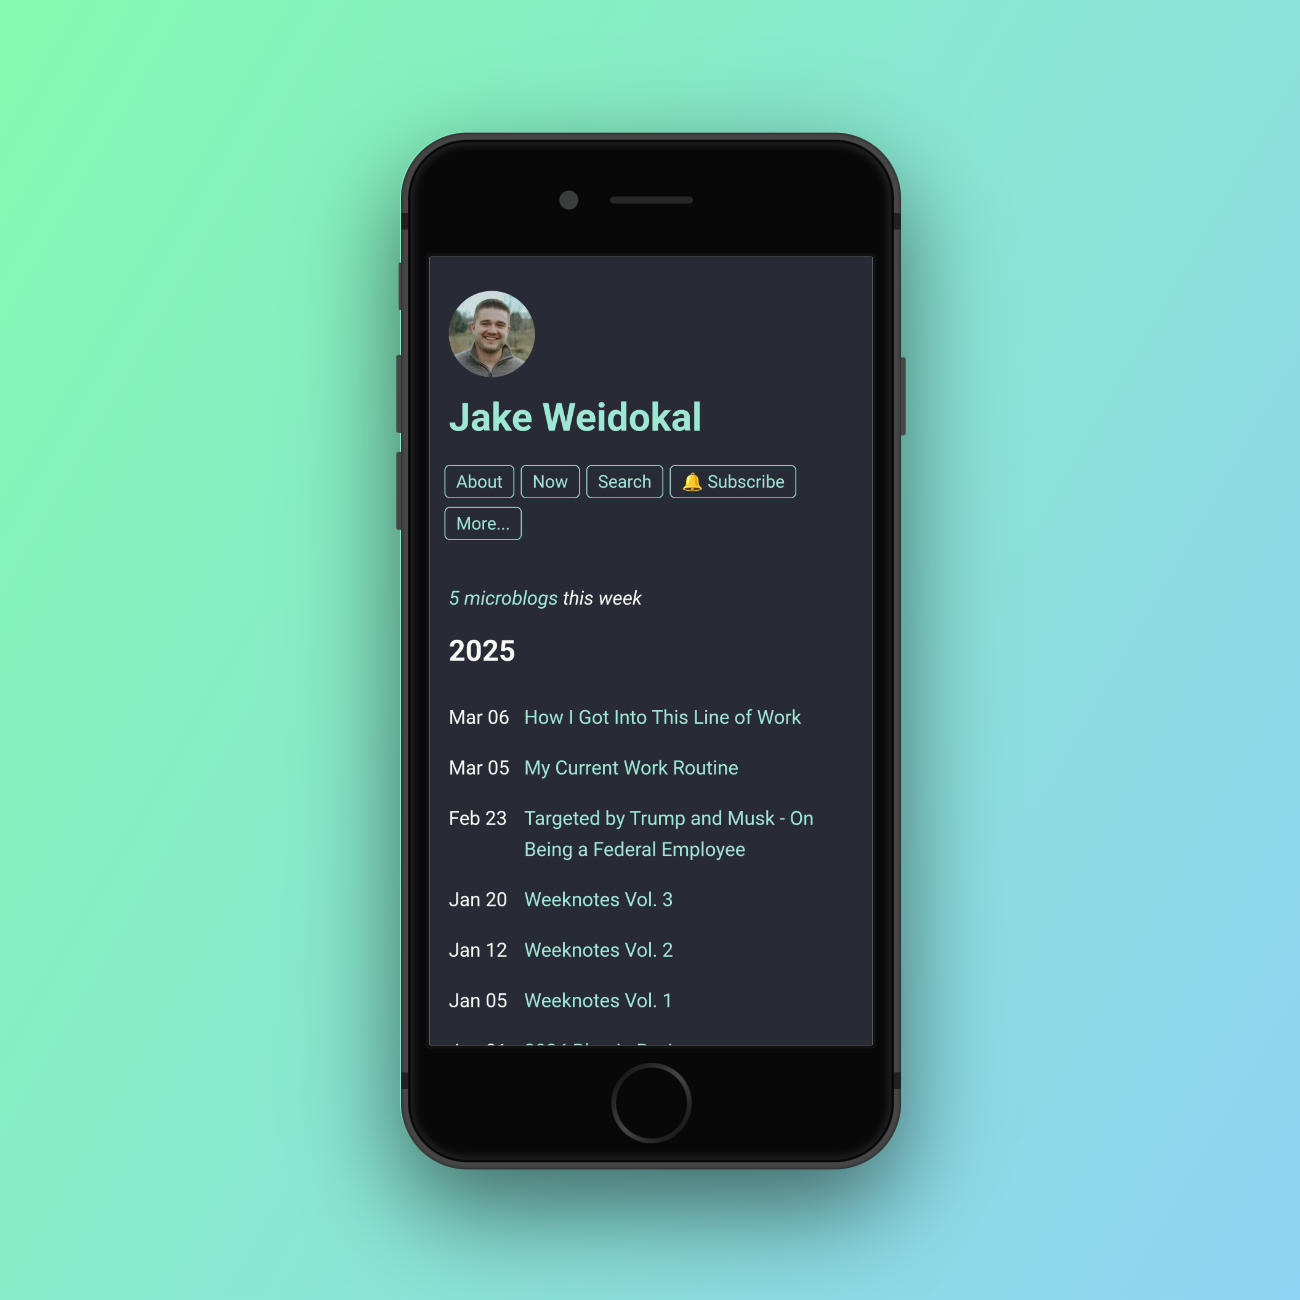 Jake Weidokal
About Now Search 🔔 Subscribe
More...
5 microblogs this week
2025
Mar 06 How I Got Into This Line of Work
Mar 05 My Current Work Routine
Feb 23 Targeted by Trump and Musk - On
Being a Federal Employee
Jan 20 Weeknotes Vol. 3
Jan 12 Weeknotes Vol. 2
Jan 05 Weeknotes Vol. 1